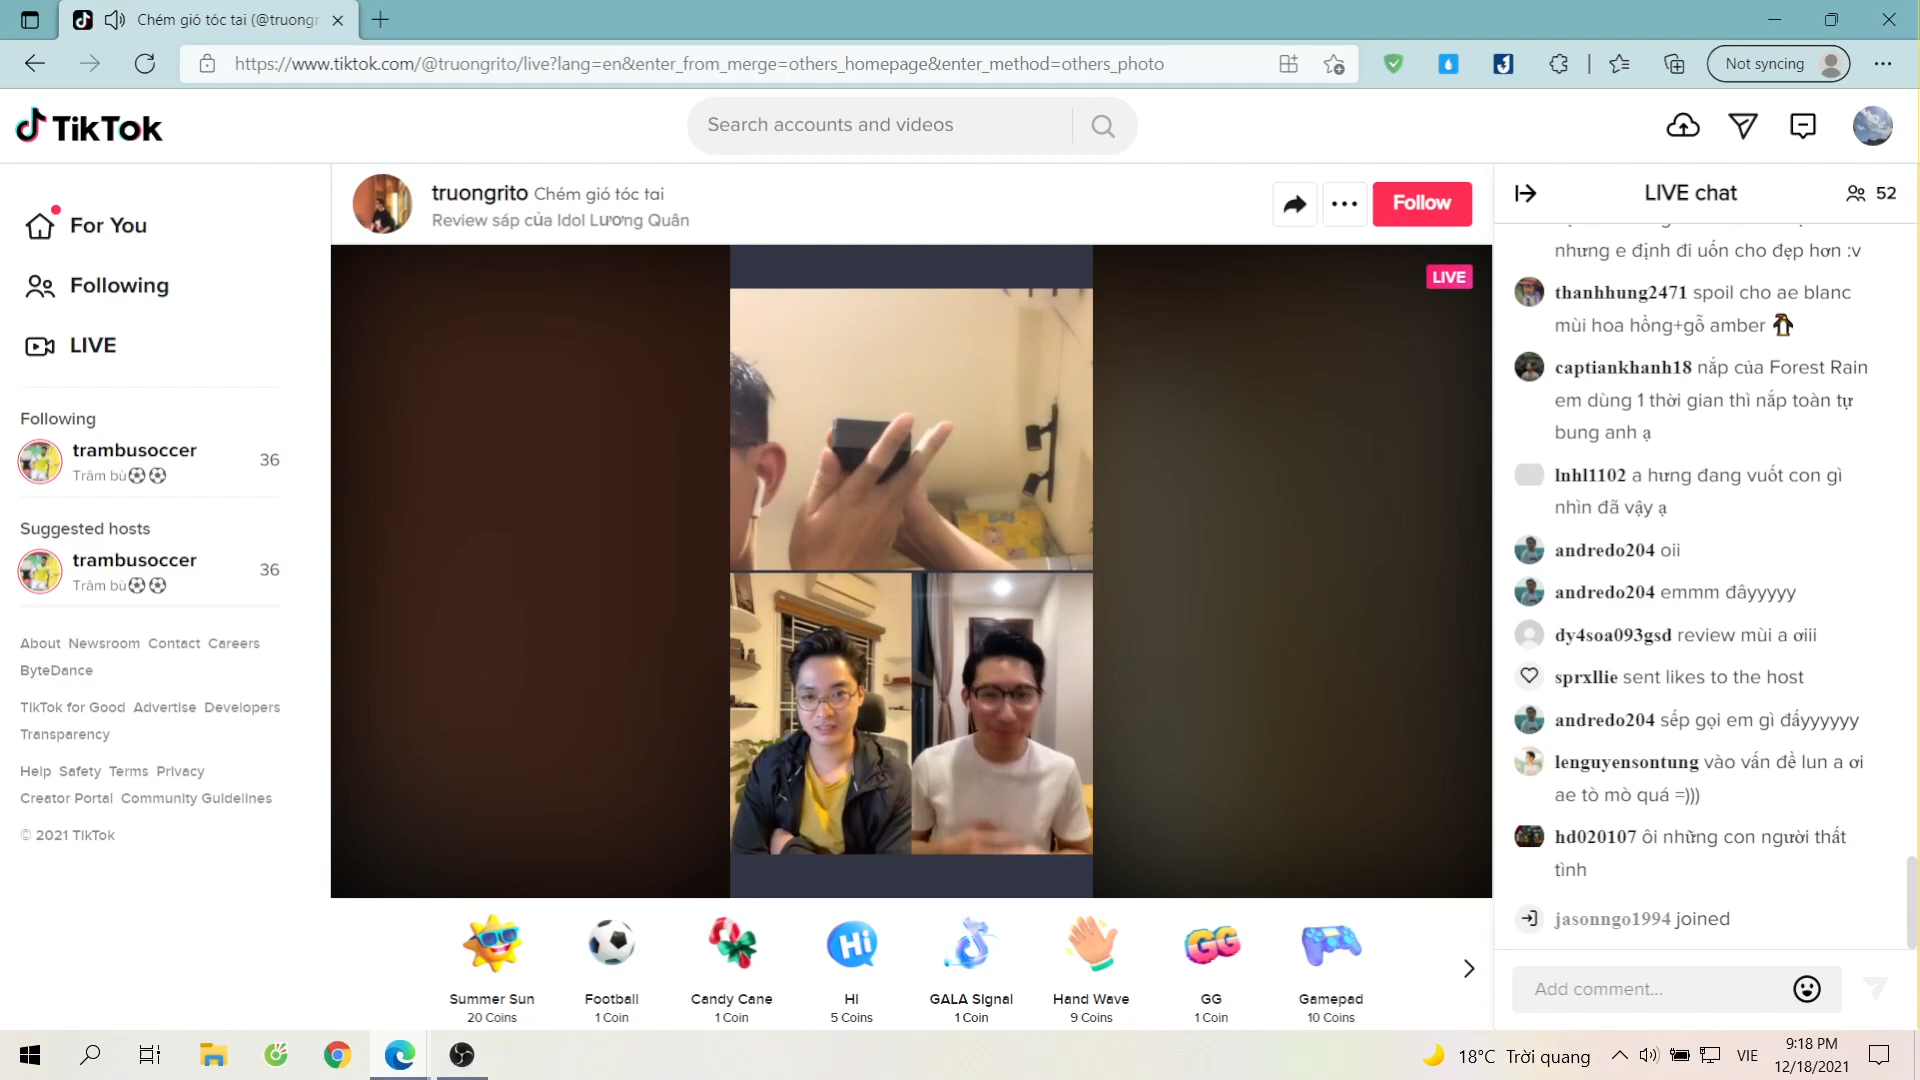 Chém gió tóc tai (@truongr
https://www.tiktok.com/@truongrito/live?lang=en&enter_from_merge=others_homepage&enter_method=others_photo
Not syncing
TikTok
Search accounts and videos
For You
Following
LIVE
Following
trambusoccer
36
Trâm bù⚽⚽
Suggested hosts
trambusoccer
36
Trâm bù⚽⚽
About Newsroom Contact Careers
ByteDance
TikTok for Good Advertise Developers
Transparency
Help Safety Terms Privacy
Creator Portal Community Guidelines
© 2021 TikTok
truongrito Chém gió tóc tai
Review sáp của Idol Lương Quân
Follow
LIVE
Summer Sun
20 Coins
Football
1 Coin
Candy Cane
1 Coin
Hi
HI
5 Coins
GALA Signal
1 Coin
Hand Wave
9 Coins
GG
GG
1 Coin
Gamepad
10 Coins
LIVE chat
52
nhưng e định đi uốn cho đẹp hơn :v
thanhhung2471 spoil cho ae blanc
mùi hoa hồng+gỗ amber 🐧
captiankhanh18 nắp của Forest Rain
em dùng 1 thời gian thì nắp toàn tự
bung anh ạ
lnhl1102 a hưng đang vuốt con gì
nhìn đã vậy ạ
andredo204 oii
andredo204 emmm đâyyyyy
dy4soa093gsd review mùi a ơiii
sprxllie sent likes to the host
andredo204 sếp gọi em gì đấyyyyyy
lenguyensontung vào vấn đề lun a ơi
ae tò mò quá =)))
hd020107 ôi những con người thất
tình
jasonngo1994 joined
Add comment...
18°C Trời quang
VIE
9:18 PM
12/18/2021